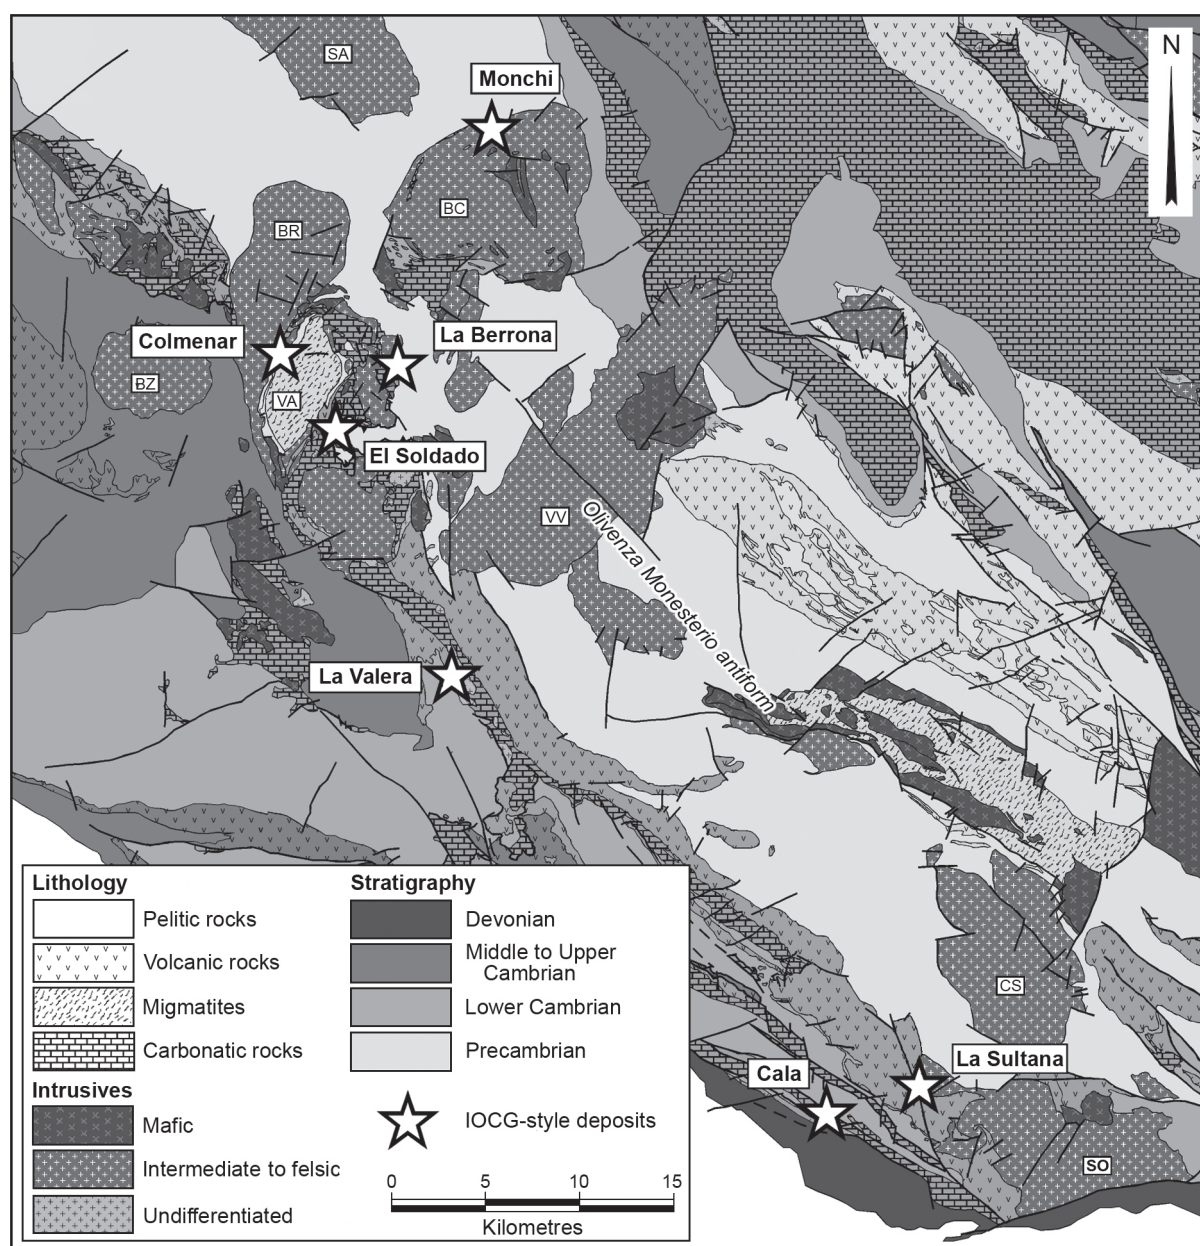 SA
Monchi
N
BC
BR
Colmenar
La Berrona
BZ
VA
El Soldado
VV
Olivenza Monesterio antiform
La Valera
CS
La Sultana
Cala
SO
Lithology
Pelitic rocks
Volcanic rocks
Migmatites
Carbonatic rocks
Intrusives
Mafic
Intermediate to felsic
Undifferentiated
Stratigraphy
Devonian
Middle to Upper
Cambrian
Lower Cambrian
Precambrian
IOCG-style deposits
0 5 10 15
Kilometres